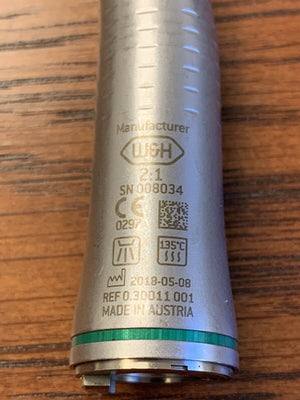 Manufacturer
W&H
2:1
SN 008034
CE
0297
135°C
2018-05-08
REF 0.30011 001
MADE IN AUSTRIA